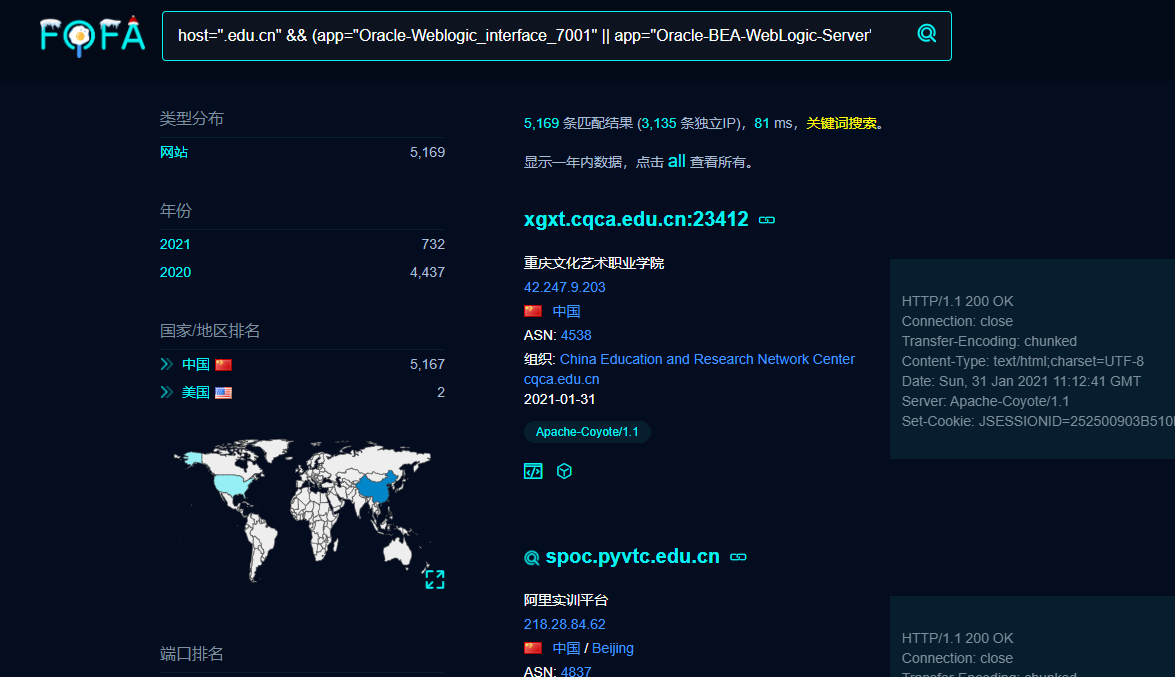 FOFA
host=".edu.cn" && (app="Oracle-Weblogic_interface_7001" || app="Oracle-BEA-WebLogic-Server'
类型分布
网站 5,169
年份
2021 732
2020 4,437
国家/地区排名
中国 5,167
美国 2
端口排名
5,169 条匹配结果 (3,135 条独立IP)，81 ms，关键词搜索。
显示一年内数据，点击 all 查看所有。
xgxt.cqca.edu.cn:23412
重庆文化艺术职业学院
42.247.9.203
中国
ASN: 4538
组织: China Education and Research Network Center
cqca.edu.cn
2021-01-31
Apache-Coyote/1.1
HTTP/1.1 200 OK
Connection: close
Transfer-Encoding: chunked
Content-Type: text/html;charset=UTF-8
Date: Sun, 31 Jan 2021 11:12:41 GMT
Server: Apache-Coyote/1.1
Set-Cookie: JSESSIONID=252500903B510
spoc.pyvtc.edu.cn
阿里实训平台
218.28.84.62
中国 / Beijing
ASN: 4837
HTTP/1.1 200 OK
Connection: close
Transfer-Encoding: chunked